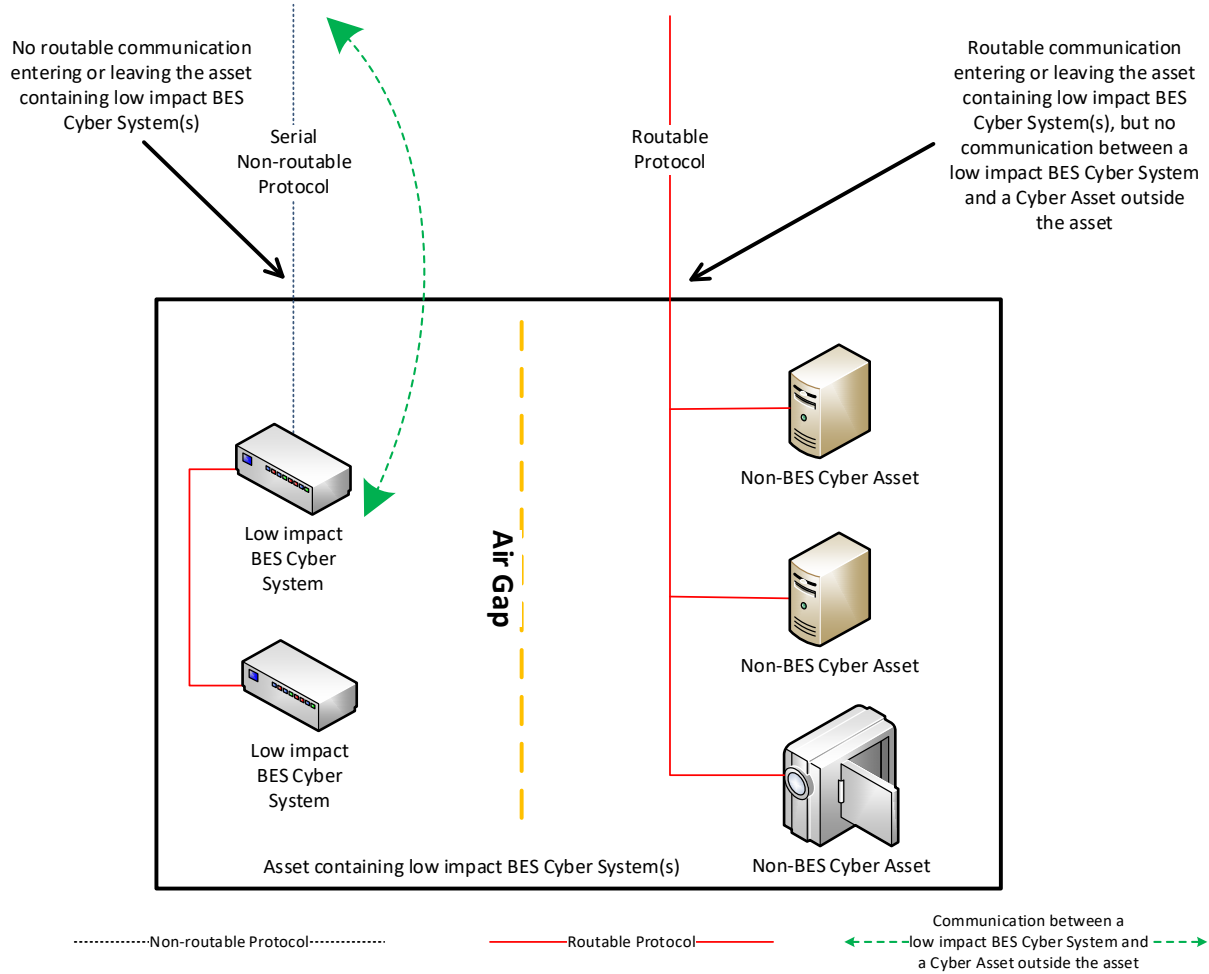 No routable communication
entering or leaving the asset
containing low impact BES
Cyber System(s)
Serial
Non-routable
Protocol
Routable
Protocol
Routable communication
entering or leaving the asset
containing low impact BES
Cyber System(s), but no
communication between a
low impact BES Cyber System
and a Cyber Asset outside
the asset
Low impact
BES Cyber
System
Low impact
BES Cyber
System
Air Gap
Non-BES Cyber Asset
Non-BES Cyber Asset
Non-BES Cyber Asset
Asset containing low impact BES Cyber System(s)
Non-routable Protocol
Routable Protocol
Communication between a
low impact BES Cyber System and
a Cyber Asset outside the asset